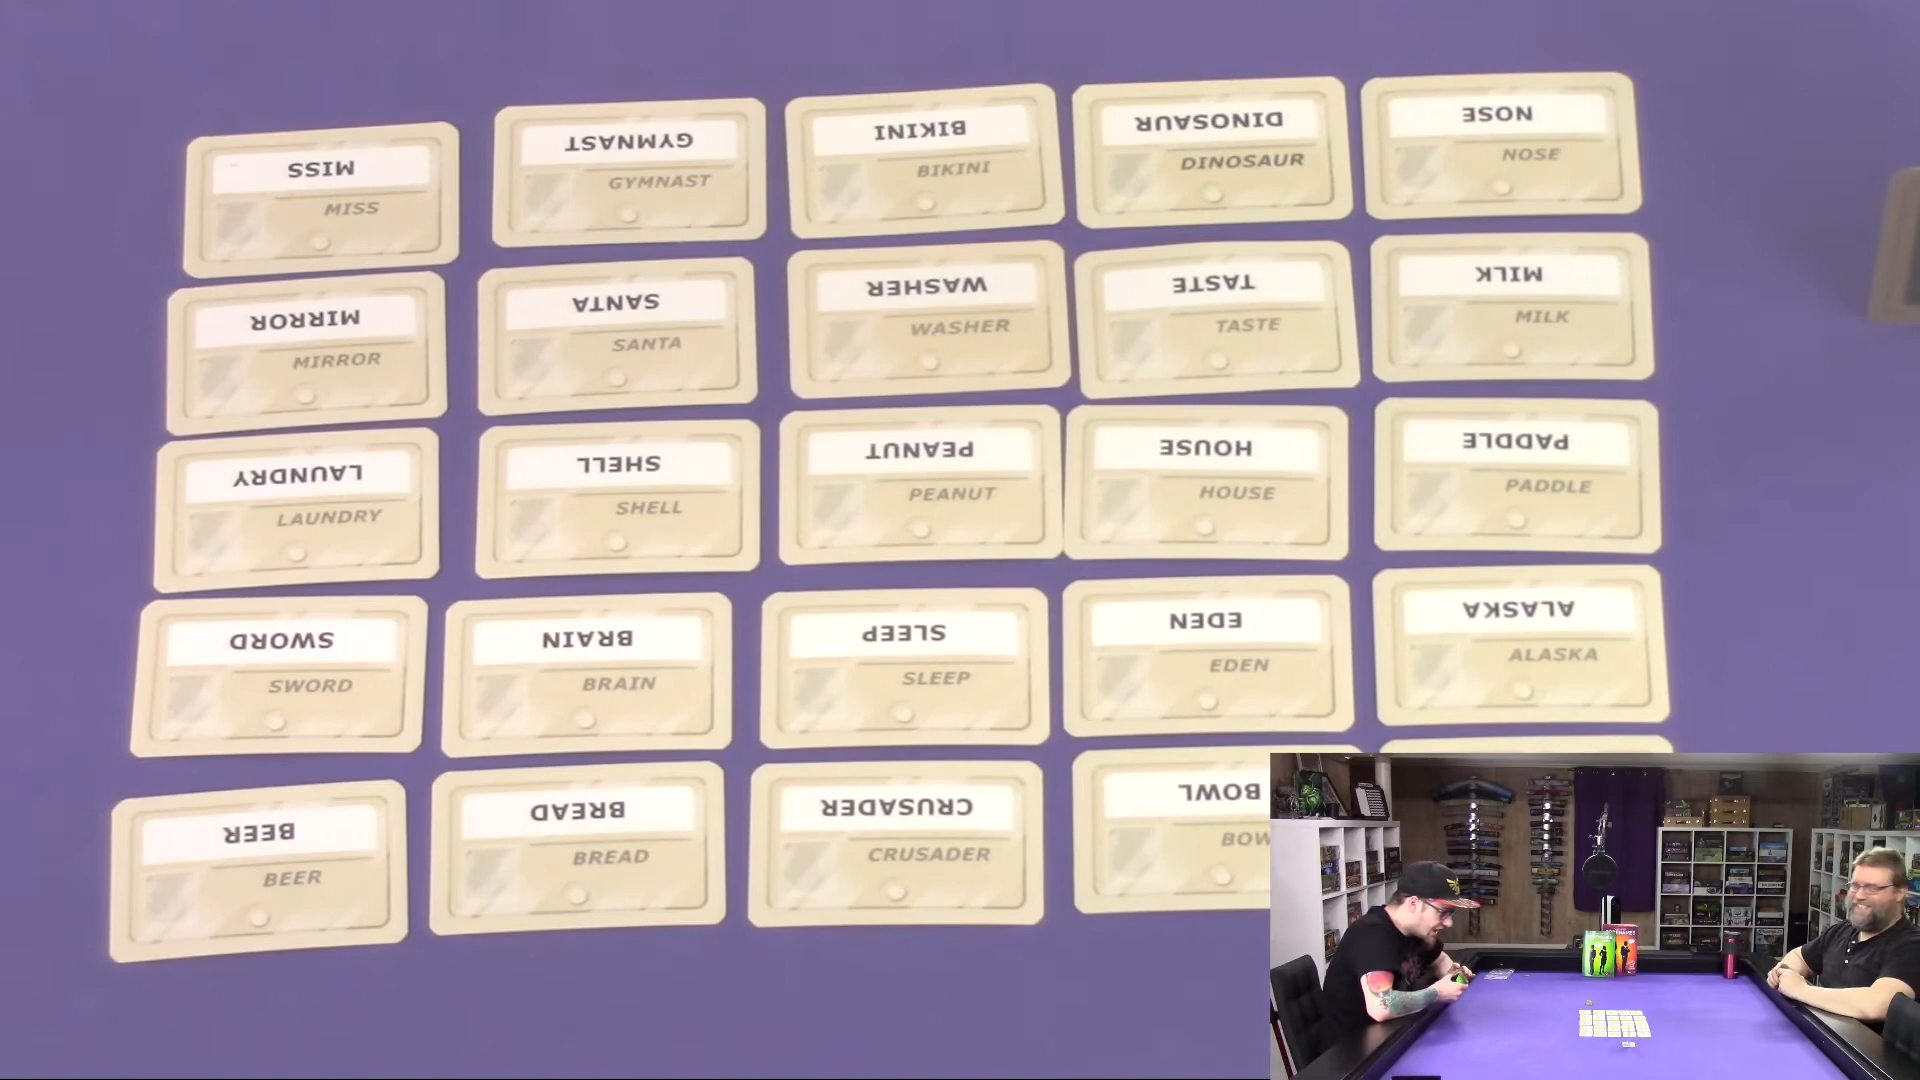 MISS
MISS
GYMNAST
GYMNAST
BIKINI
BIKINI
DINOSAUR
DINOSAUR
NOSE
NOSE
MIRROR
MIRROR
SANTA
SANTA
WASHER
WASHER
TASTE
TASTE
MILK
MILK
LAUNDRY
LAUNDRY
SHELL
SHELL
PEANUT
PEANUT
HOUSE
HOUSE
PADDLE
PADDLE
SWORD
SWORD
BRAIN
BRAIN
SLEEP
SLEEP
EDEN
EDEN
ALASKA
ALASKA
BEER
BEER
BREAD
BREAD
CRUSADER
CRUSADER
BOWL
BOW